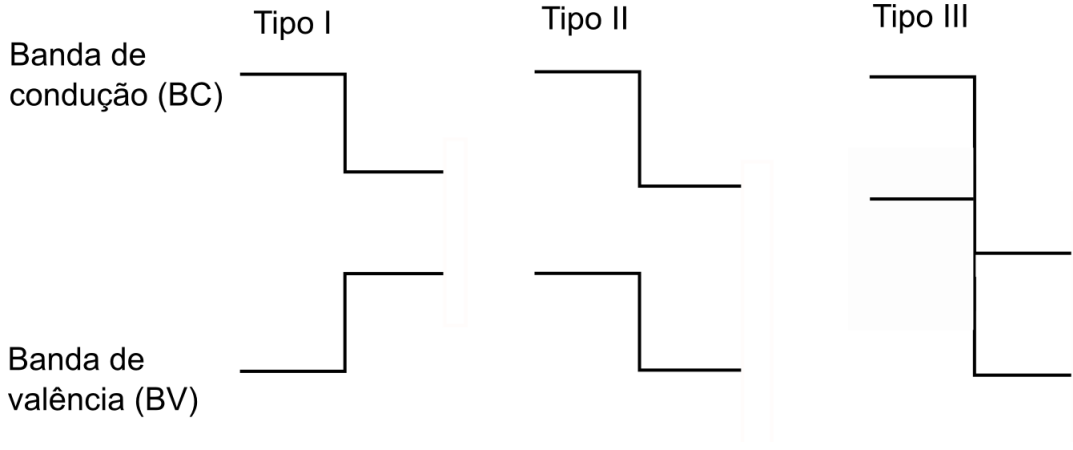 Tipo I
Tipo II
Tipo III
Banda de
condução (BC)
Banda de
valência (BV)